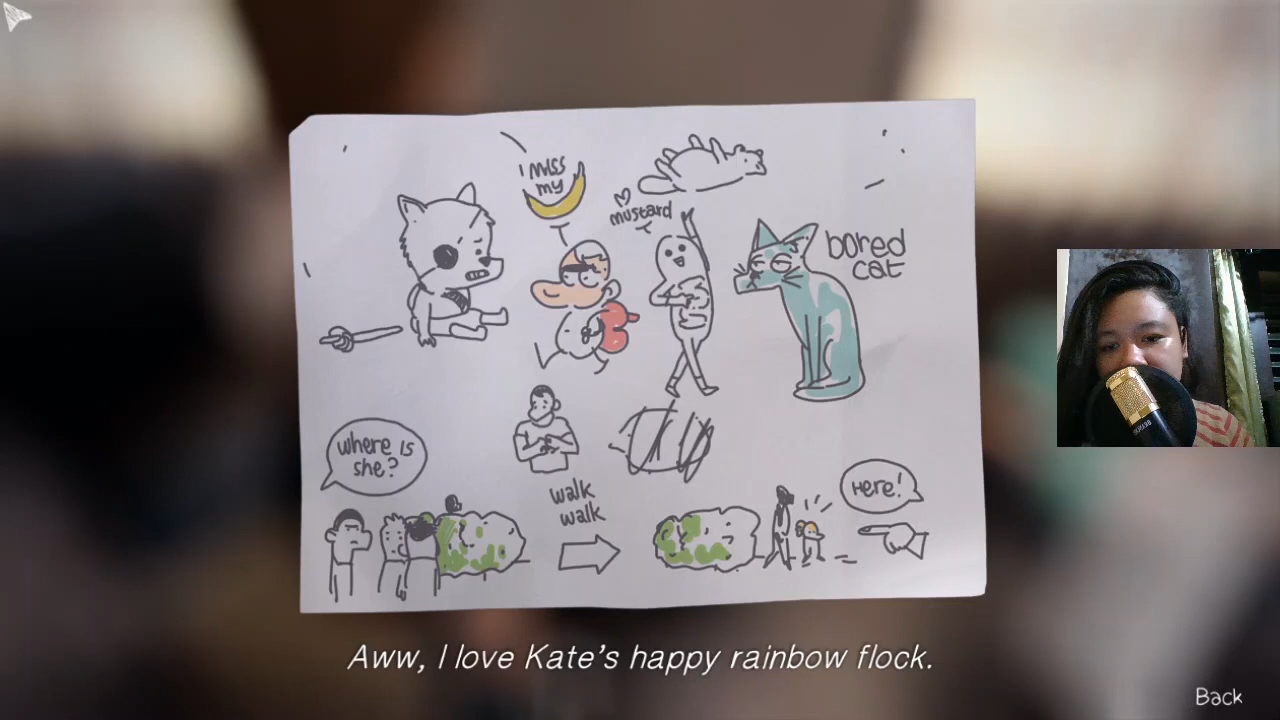 I MISS
MY
mustard
bored
cat
where is
she?
walk
walk
Here!
Aww, I love Kate's happy rainbow flock.
Back